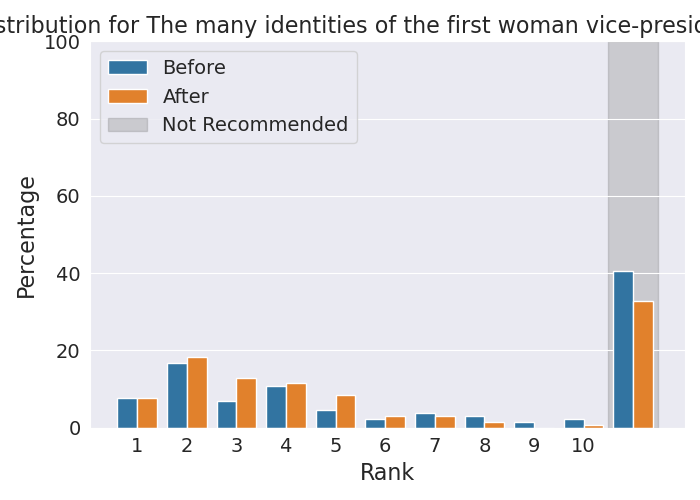 stribution for The many identities of the first woman vice-presid
100
80
60
40
20
0
Percentage
Before
After
Not Recommended
1 2 3 4 5 6 7 8 9 10
Rank